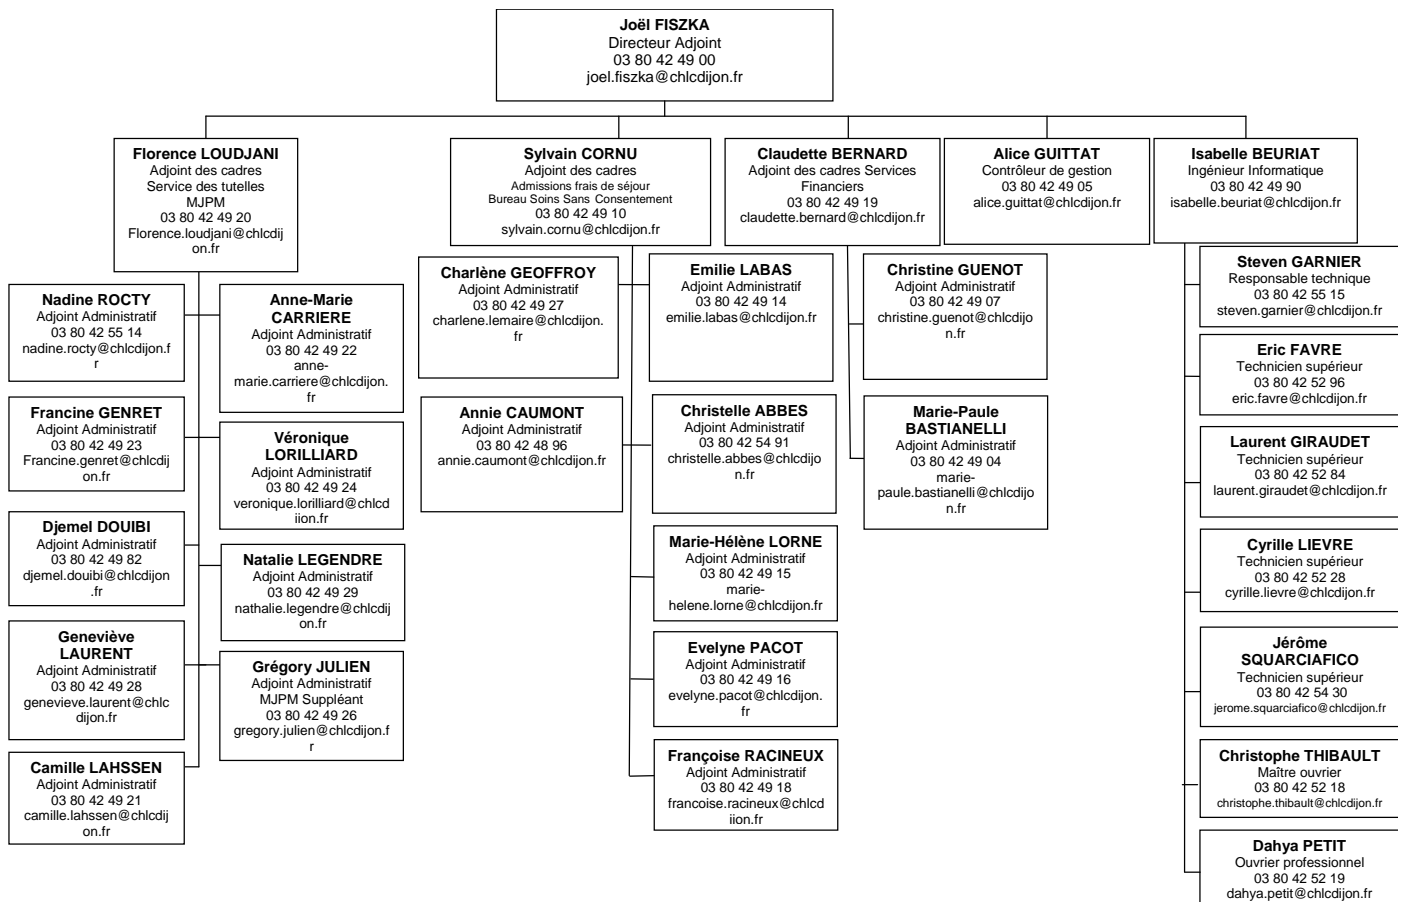 Joël FISZKA
Directeur Adjoint
03 80 42 49 00
joel.fiszka@chlcdijon.fr
Florence LOUDJANI
Adjoint des cadres
Service des tutelles
MJPM
03 80 42 49 20
Florence.loudjani@chlcdij
on.fr
Sylvain CORNU
Adjoint des cadres
Admissions frais de séjour
Bureau Soins Sans Consentement
03 80 42 49 10
sylvain.cornu@chlcdijon.fr
Claudette BERNARD
Adjoint des cadres Services
Financiers
03 80 42 49 19
claudette.bernard@chlcdijon.fr
Alice GUITTAT
Contrôleur de gestion
03 80 42 49 05
alice.guittat@chlcdijon.fr
Isabelle BEURIAT
Ingénieur Informatique
03 80 42 49 90
isabelle.beuriat@chlcdijon.fr
Nadine ROCTY
Adjoint Administratif
03 80 42 55 14
nadine.rocty@chlcdijon.f
r
Anne-Marie
CARRIERE
Adjoint Administratif
03 80 42 49 22
anne-
marie.carriere@chlcdijon.
fr
Francine GENRET
Adjoint Administratif
03 80 42 49 23
Francine.genret@chlcdij
on.fr
Véronique
LORILLIARD
Adjoint Administratif
03 80 42 49 24
veronique.lorilliard@chlcd
iion.fr
Djemel DOUIBI
Adjoint Administratif
03 80 42 49 82
djemel.douibi@chlcdijon
.fr
Natalie LEGENDRE
Adjoint Administratif
03 80 42 49 29
nathalie.legendre@chlcdij
on.fr
Geneviève
LAURENT
Adjoint Administratif
03 80 42 49 28
genevieve.laurent@chlc
dijon.fr
Grégory JULIEN
Adjoint Administratif
MJPM Suppléant
03 80 42 49 26
gregory.julien@chlcdijon.f
r
Camille LAHSSEN
Adjoint Administratif
03 80 42 49 21
camille.lahssen@chlcdij
on.fr
Charlène GEOFFROY
Adjoint Administratif
03 80 42 49 27
charlene.lemaire@chlcdijon.
fr
Emilie LABAS
Adjoint Administratif
03 80 42 49 14
emilie.labas@chlcdijon.fr
Annie CAUMONT
Adjoint Administratif
03 80 42 48 96
annie.caumont@chlcdijon.fr
Christelle ABBES
Adjoint Administratif
03 80 42 54 91
christelle.abbes@chlcdijo
n.fr
Marie-Hélène LORNE
Adjoint Administratif
03 80 42 49 15
marie-
helene.lorne@chlcdijon.fr
Evelyne PACOT
Adjoint Administratif
03 80 42 49 16
evelyne.pacot@chlcdijon.
fr
Françoise RACINEUX
Adjoint Administratif
03 80 42 49 18
francoise.racineux@chlcd
iion.fr
Christine GUENOT
Adjoint Administratif
03 80 42 49 07
christine.guenot@chlcdijo
n.fr
Marie-Paule
BASTIANELLI
Adjoint Administratif
03 80 42 49 04
marie-
paule.bastianelli@chlcdijo
n.fr
Steven GARNIER
Responsable technique
03 80 42 55 15
steven.garnier@chlcdijon.fr
Eric FAVRE
Technicien supérieur
03 80 42 52 96
eric.favre@chlcdijon.fr
Laurent GIRAUDET
Technicien supérieur
03 80 42 52 84
laurent.giraudet@chlcdijon.fr
Cyrille LIEVRE
Technicien supérieur
03 80 42 52 28
cyrille.lievre@chlcdijon.fr
Jérôme
SQUARCIAFICO
Technicien supérieur
03 80 42 54 30
jerome.squarciafico@chlcdijon.fr
Christophe THIBAULT
Maître ouvrier
03 80 42 52 18
christophe.thibault@chlcdijon.fr
Dahya PETIT
Ouvrier professionnel
03 80 42 52 19
dahya.petit@chlcdijon.fr